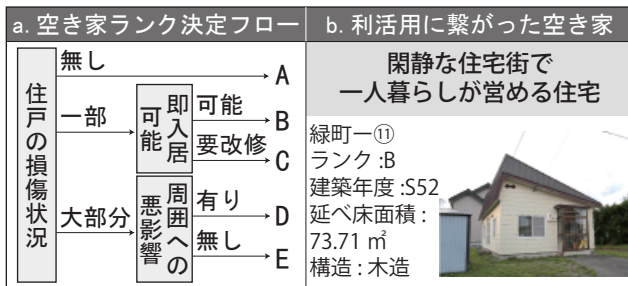 a. 空き家ランク決定フロー
住戸の損傷状況
無し
A
一部
即入居
可能
可能
B
要改修
C
大部分
周囲への
悪影響
有り
D
無し
E
b. 利活用に繋がった空き家
閑静な住宅街で
一人暮らしが営める住宅
緑町一⑪
ランク :B
建築年度 :S52
延べ床面積 :
73.71 ㎡
構造 : 木造